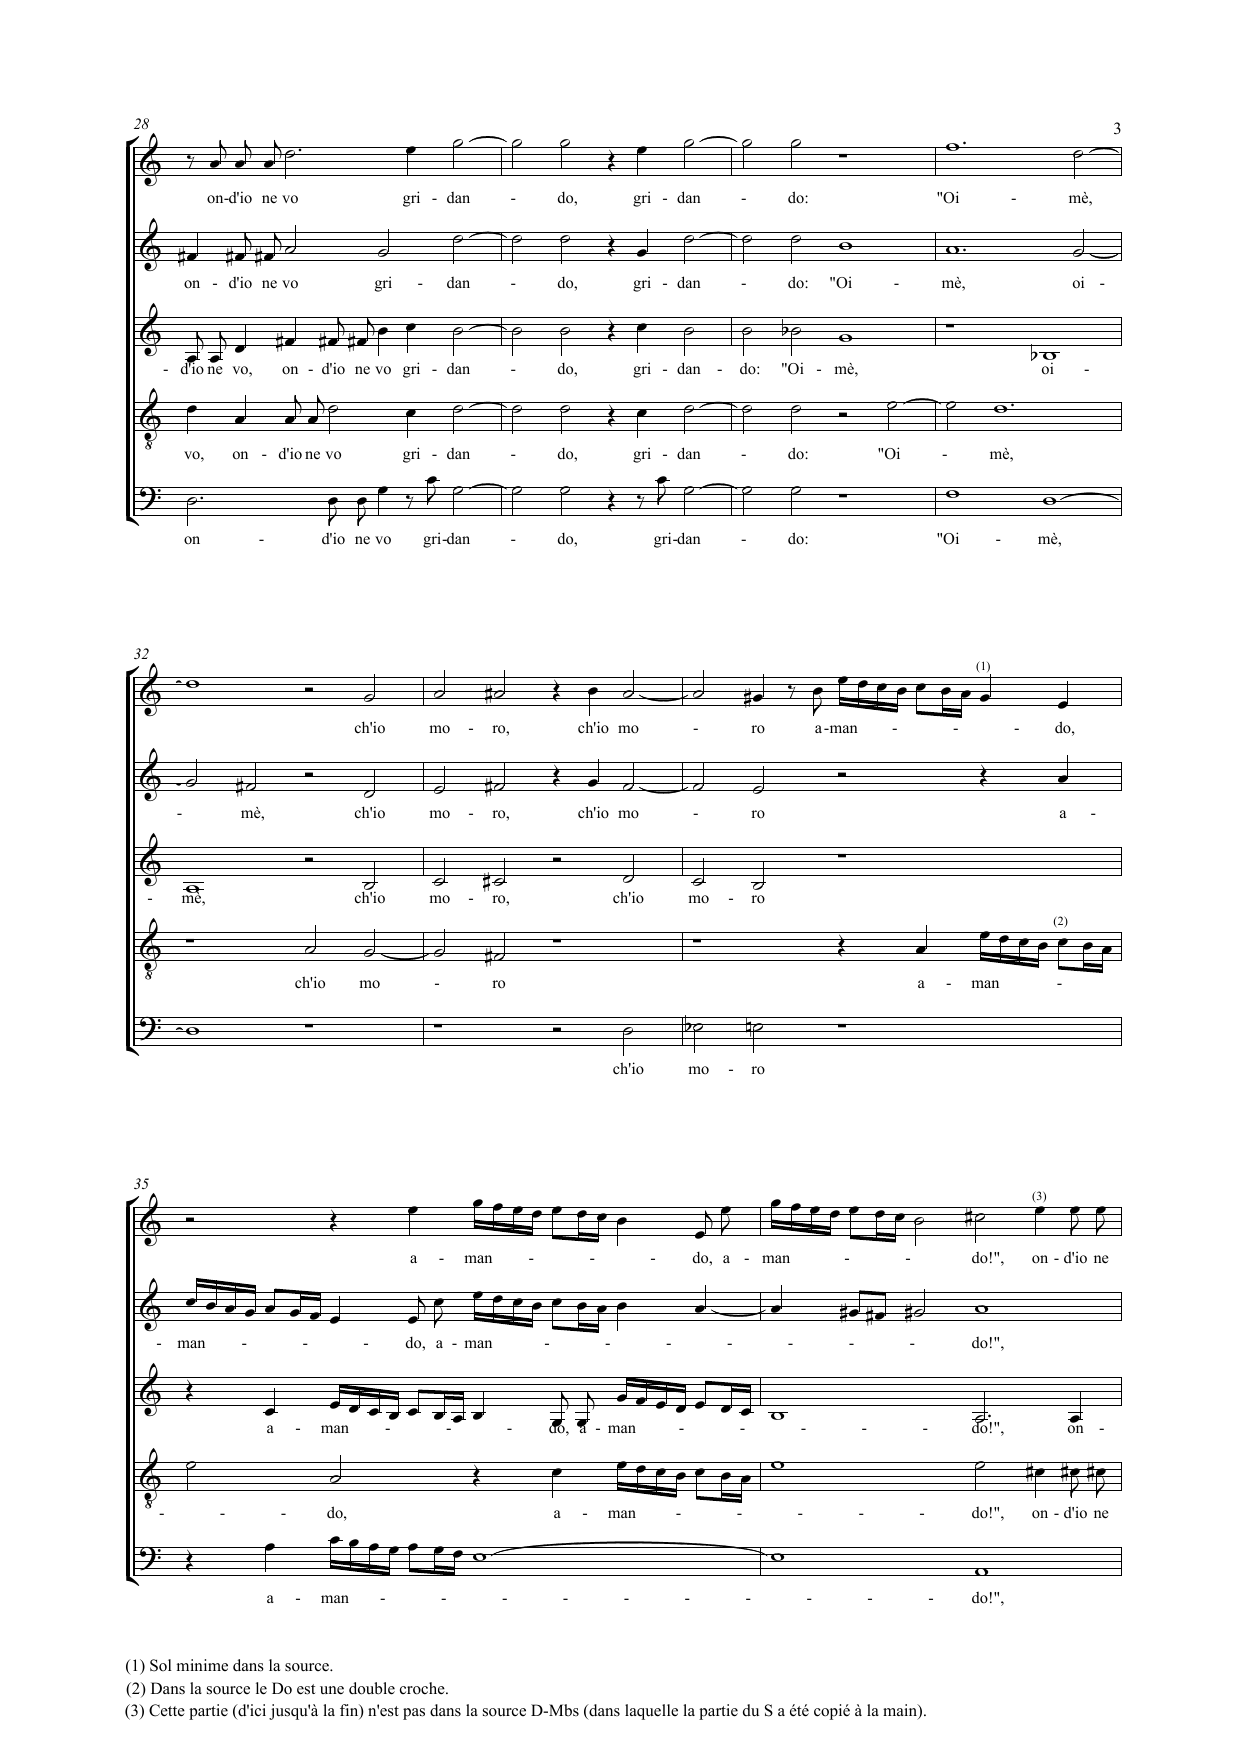 28
3
on-d'io ne vo gri - dan - do, gri - dan - do: "Oi - mè,
on - d'io ne vo gri - dan - do, gri - dan - do: "Oi - mè, oi -
- d'io ne vo, on - d'io ne vo gri - dan - do, gri - dan - do: "Oi - mè, oi -
8
vo, on - d'io ne vo gri - dan - do, gri - dan - do: "Oi - mè,
on - d'io ne vo gri-dan - do, gri-dan - do: "Oi - mè,
32
(1)
ch'io mo - ro, ch'io mo - ro a-man - - - - do,
- mè, ch'io mo - ro, ch'io mo - ro a -
- mè, ch'io mo - ro, ch'io mo - ro
(2)
8
ch'io mo - ro a - man - -
ch'io mo - ro
35
(3)
a - man - - - - do, a - man - - - - do!", on - d'io ne
- man - - - do, a - man - - - - - - - - do!",
a - man - - - - do, a - man - - - - - - do!", on -
8
- - do, a - man - - - - - - do!", on - d'io ne
a - man - - - - - - - - - - do!",
(1) Sol minime dans la source.
(2) Dans la source le Do est une double croche.
(3) Cette partie (d'ici jusqu'à la fin) n'est pas dans la source D-Mbs (dans laquelle la partie du S a été copié à la main).